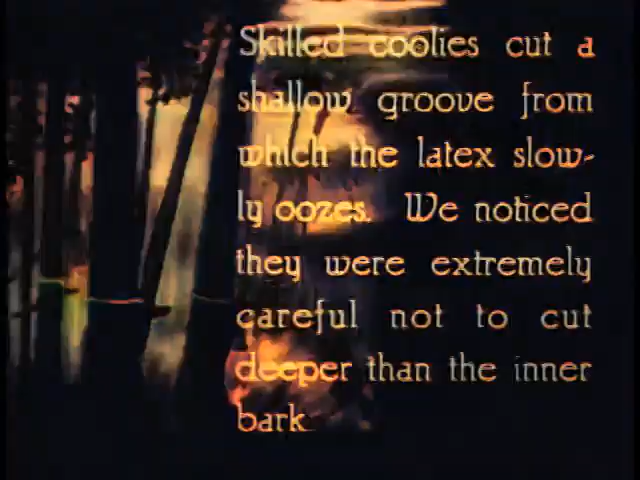 Skilled coolies cut a
shallow groove from
which the latex slow-
ly oozes. We noticed
they were extremely
careful not to cut
deeper than the inner
bark.